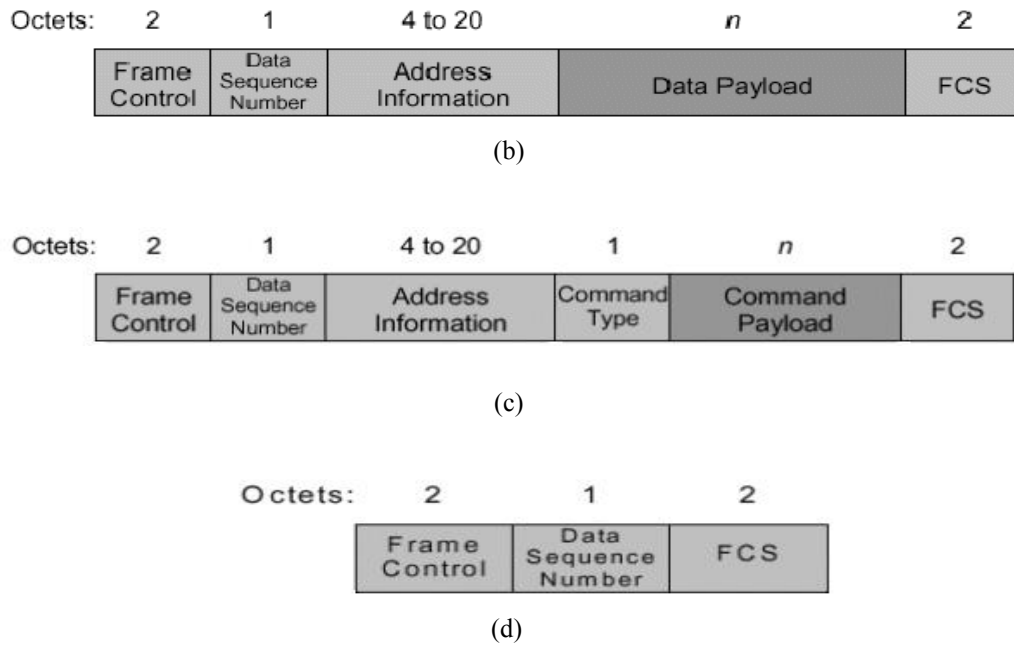 Octets: 2 1 4 to 20 n 2
Frame Control Data Sequence Number Address Information Data Payload FCS
(b)
Octets: 2 1 4 to 20 1 n 2
Frame Control Data Sequence Number Address Information Command Type Command Payload FCS
(c)
Octets: 2 1 2
Frame Control Data Sequence Number FCS
(d)